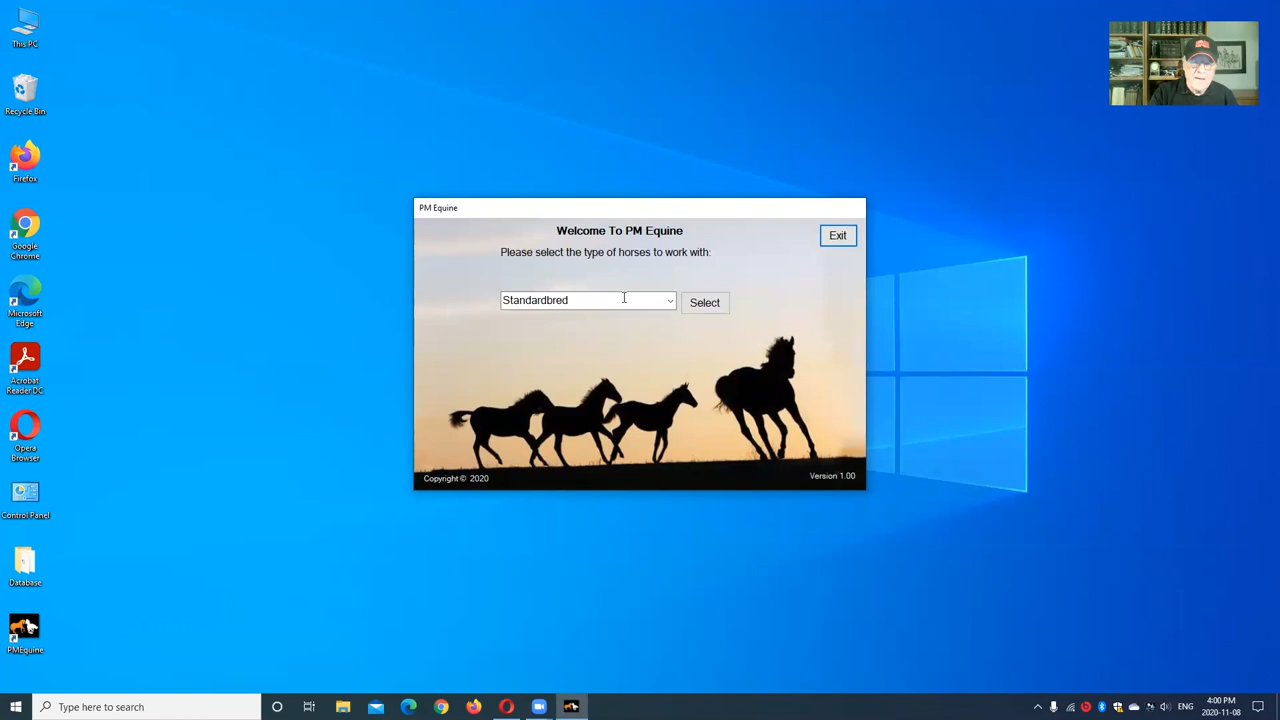 This PC
Recycle Bin
Firefox
Google
Chrome
Microsoft
Edge
Acrobat
Reader DC
Opera
Browser
Control Panel
Database
PMEquine
PM Equine
Welcome To PM Equine
Exit
Please select the type of horses to work with:
Standardbred
Select
Copyright © 2020
Version 1.00
Type here to search
ENG
4:00 PM
2020-11-08